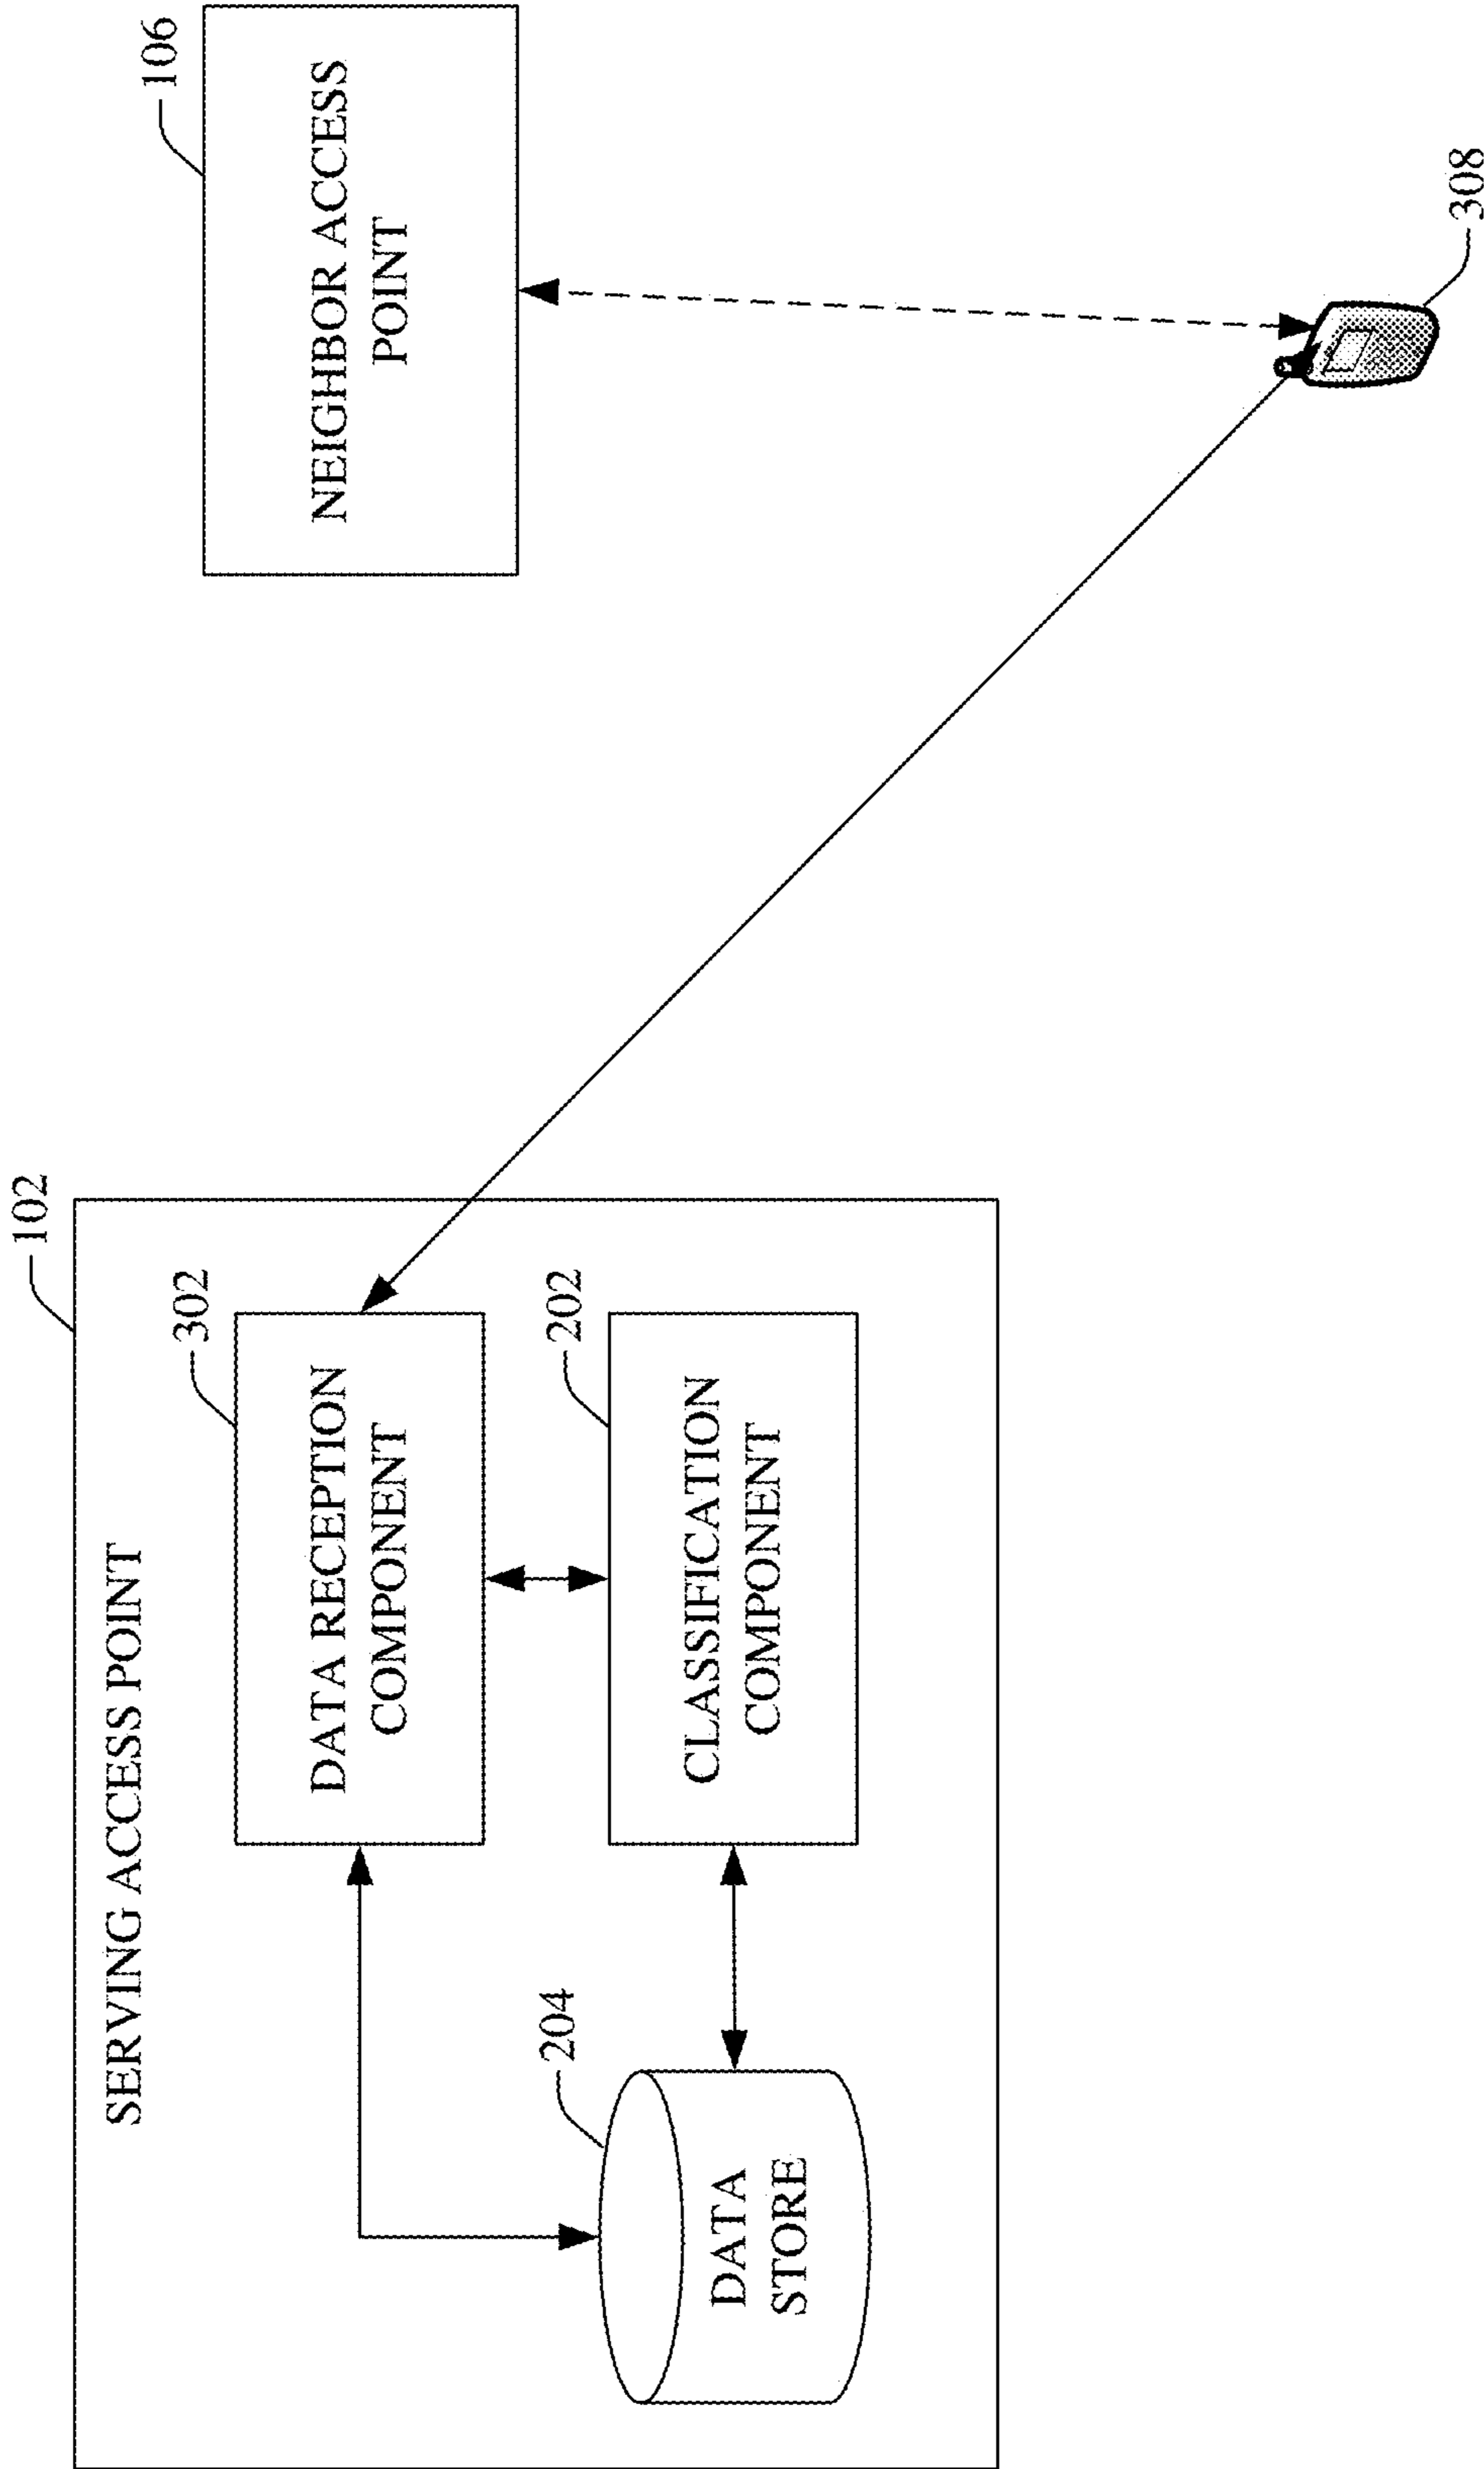 102
SERVING ACCESS POINT
302
DATA RECEPTION
COMPONENT
204
DATA
STORE
202
CLASSIFICATION
COMPONENT
106
NEIGHBOR ACCESS
POINT
308